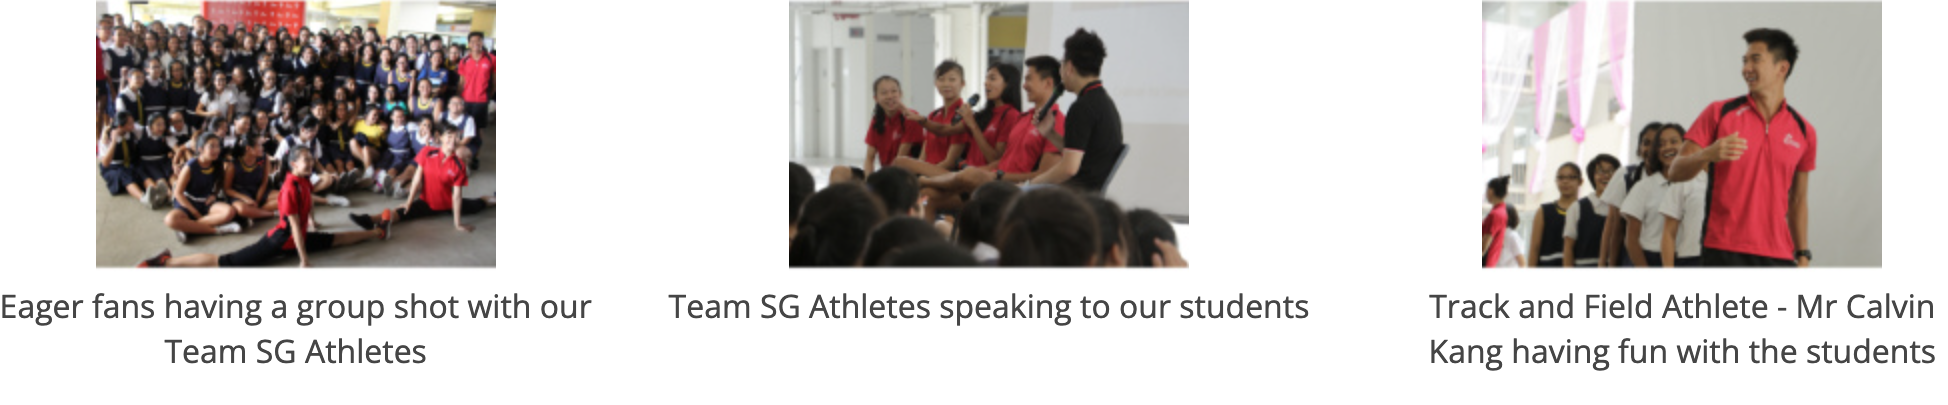 Eager fans having a group shot with our
Team SG Athletes
Team SG Athletes speaking to our students
Track and Field Athlete - Mr Calvin
Kang having fun with the students